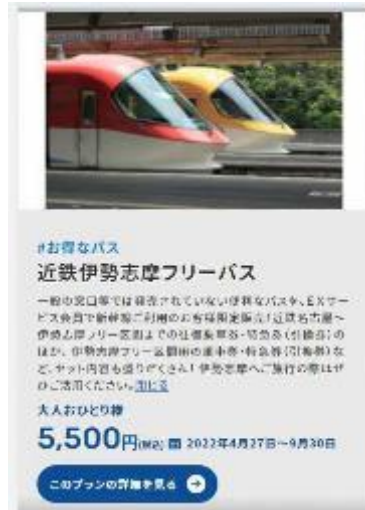 #お得なパス
近鉄伊勢志摩フリーパス
一般の窓口等では発売されていない便利なパスを、EXサー
ビス会員で新幹線ご利用のお客様限定販売!近鉄名古屋～
伊勢志摩フリー区間までの往復乗車券・特急券(引換券)の
ほか、伊勢志摩フリー区間用の乗車券・特急券(引換券)な
ど、セット内容も盛りだくさん!伊勢志摩へご旅行の際はぜ
ひご活用ください。閉じる
大人おひとり様
5,500円(税込) 2022年4月27日～9月30日
このプランの詳細を見る